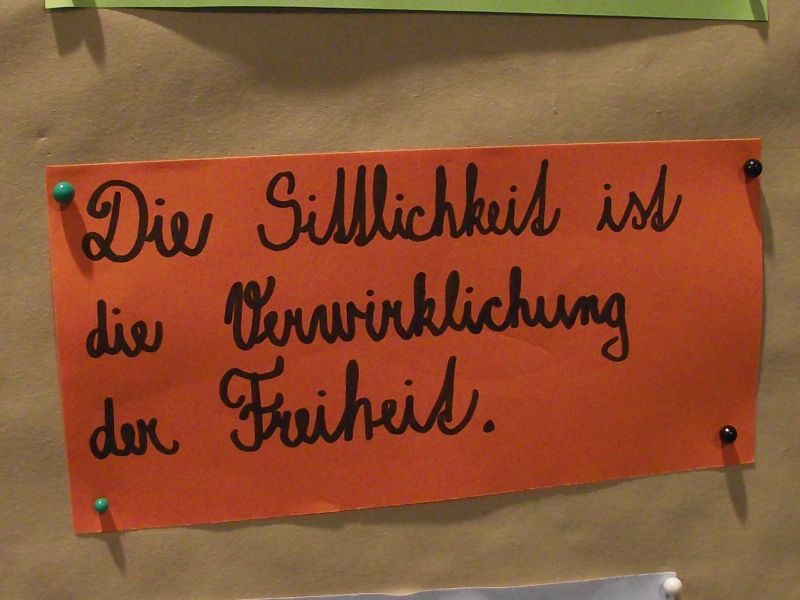 Die Sittlichkeit ist
die Verwirklichung
der Freiheit.